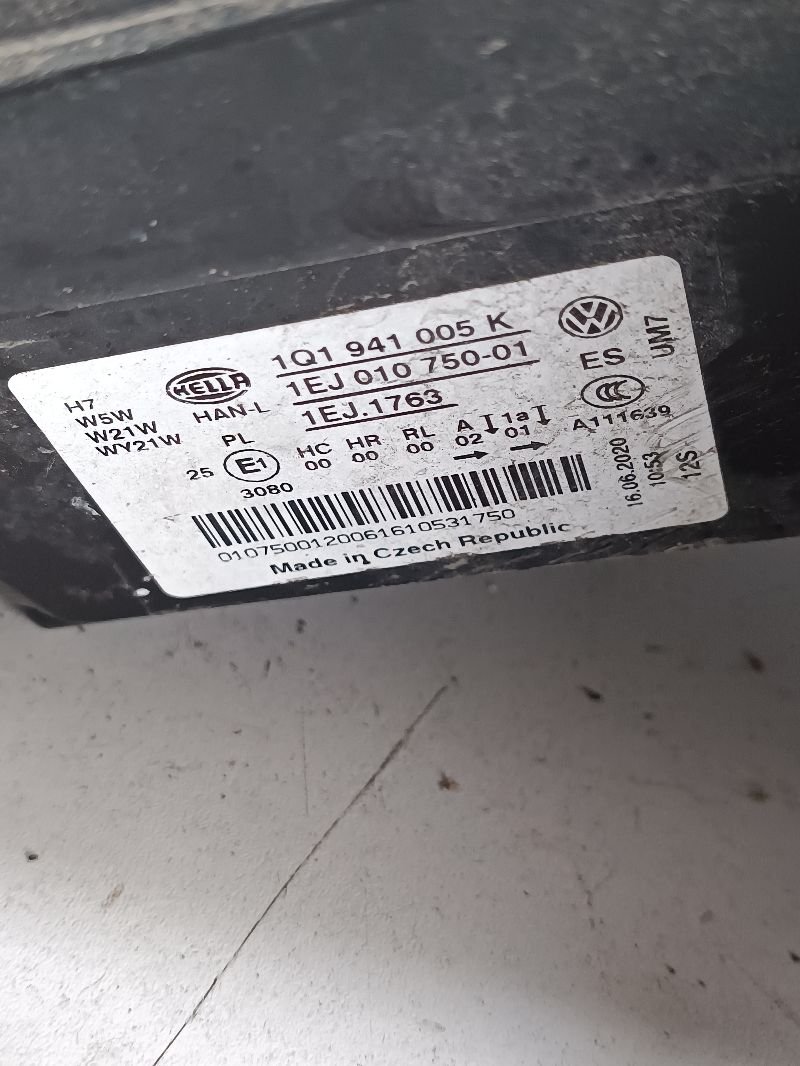 H7
W5W
W21W
WY21W
HELLA
HAN-L
1Q1 941 005 K
1EJ 010 750-01
1EJ.1763
ES
UM7
CCC
A111639
PL
25 E1
3080
HC HR RL A 1a
00 00 00 02 01
16.06.2020
10:53
12S
0107500120061610531750
Made in Czech Republic